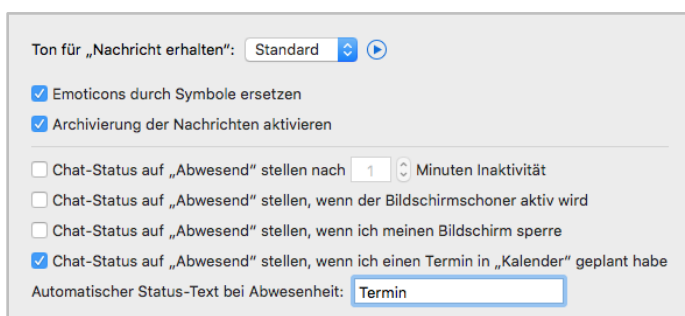 Ton für „Nachricht erhalten“: Standard
Emoticons durch Symbole ersetzen
Archivierung der Nachrichten aktivieren
Chat-Status auf „Abwesend“ stellen nach 1 Minuten Inaktivität
Chat-Status auf „Abwesend“ stellen, wenn der Bildschirmschoner aktiv wird
Chat-Status auf „Abwesend“ stellen, wenn ich meinen Bildschirm sperre
Chat-Status auf „Abwesend“ stellen, wenn ich einen Termin in „Kalender“ geplant habe
Automatischer Status-Text bei Abwesenheit: Termin